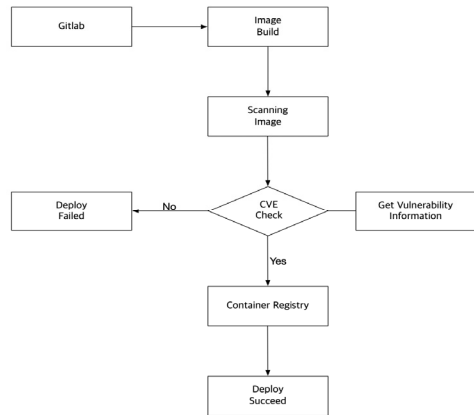 Gitlab
Image
Build
Scanning
Image
Deploy
Failed
No
CVE
Check
Get Vulnerability
Information
Yes
Container Registry
Deploy
Succeed